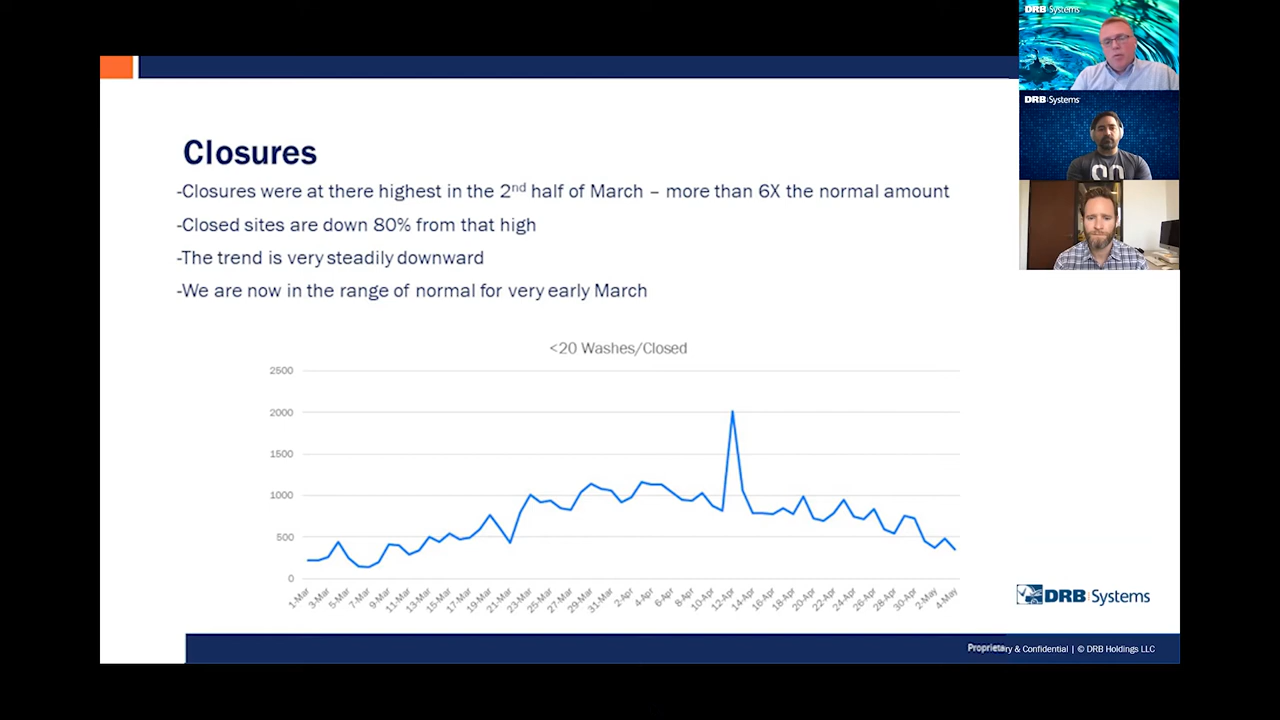 DRB Systems
DRB Systems
Closures
-Closures were at there highest in the 2nd half of March – more than 6X the normal amount
-Closed sites are down 80% from that high
-The trend is very steadily downward
-We are now in the range of normal for very early March
<20 Washes/Closed
2500
2000
1500
1000
500
0
1-Mar 3-Mar 5-Mar 7-Mar 9-Mar 11-Mar 13-Mar 15-Mar 17-Mar 19-Mar 21-Mar 23-Mar 25-Mar 27-Mar 29-Mar 31-Mar 2-Apr 4-Apr 6-Apr 8-Apr 10-Apr 12-Apr 14-Apr 16-Apr 18-Apr 20-Apr 22-Apr 24-Apr 26-Apr 28-Apr 30-Apr 2-May 4-May
DRB Systems
Proprietary & Confidential | © DRB Holdings LLC